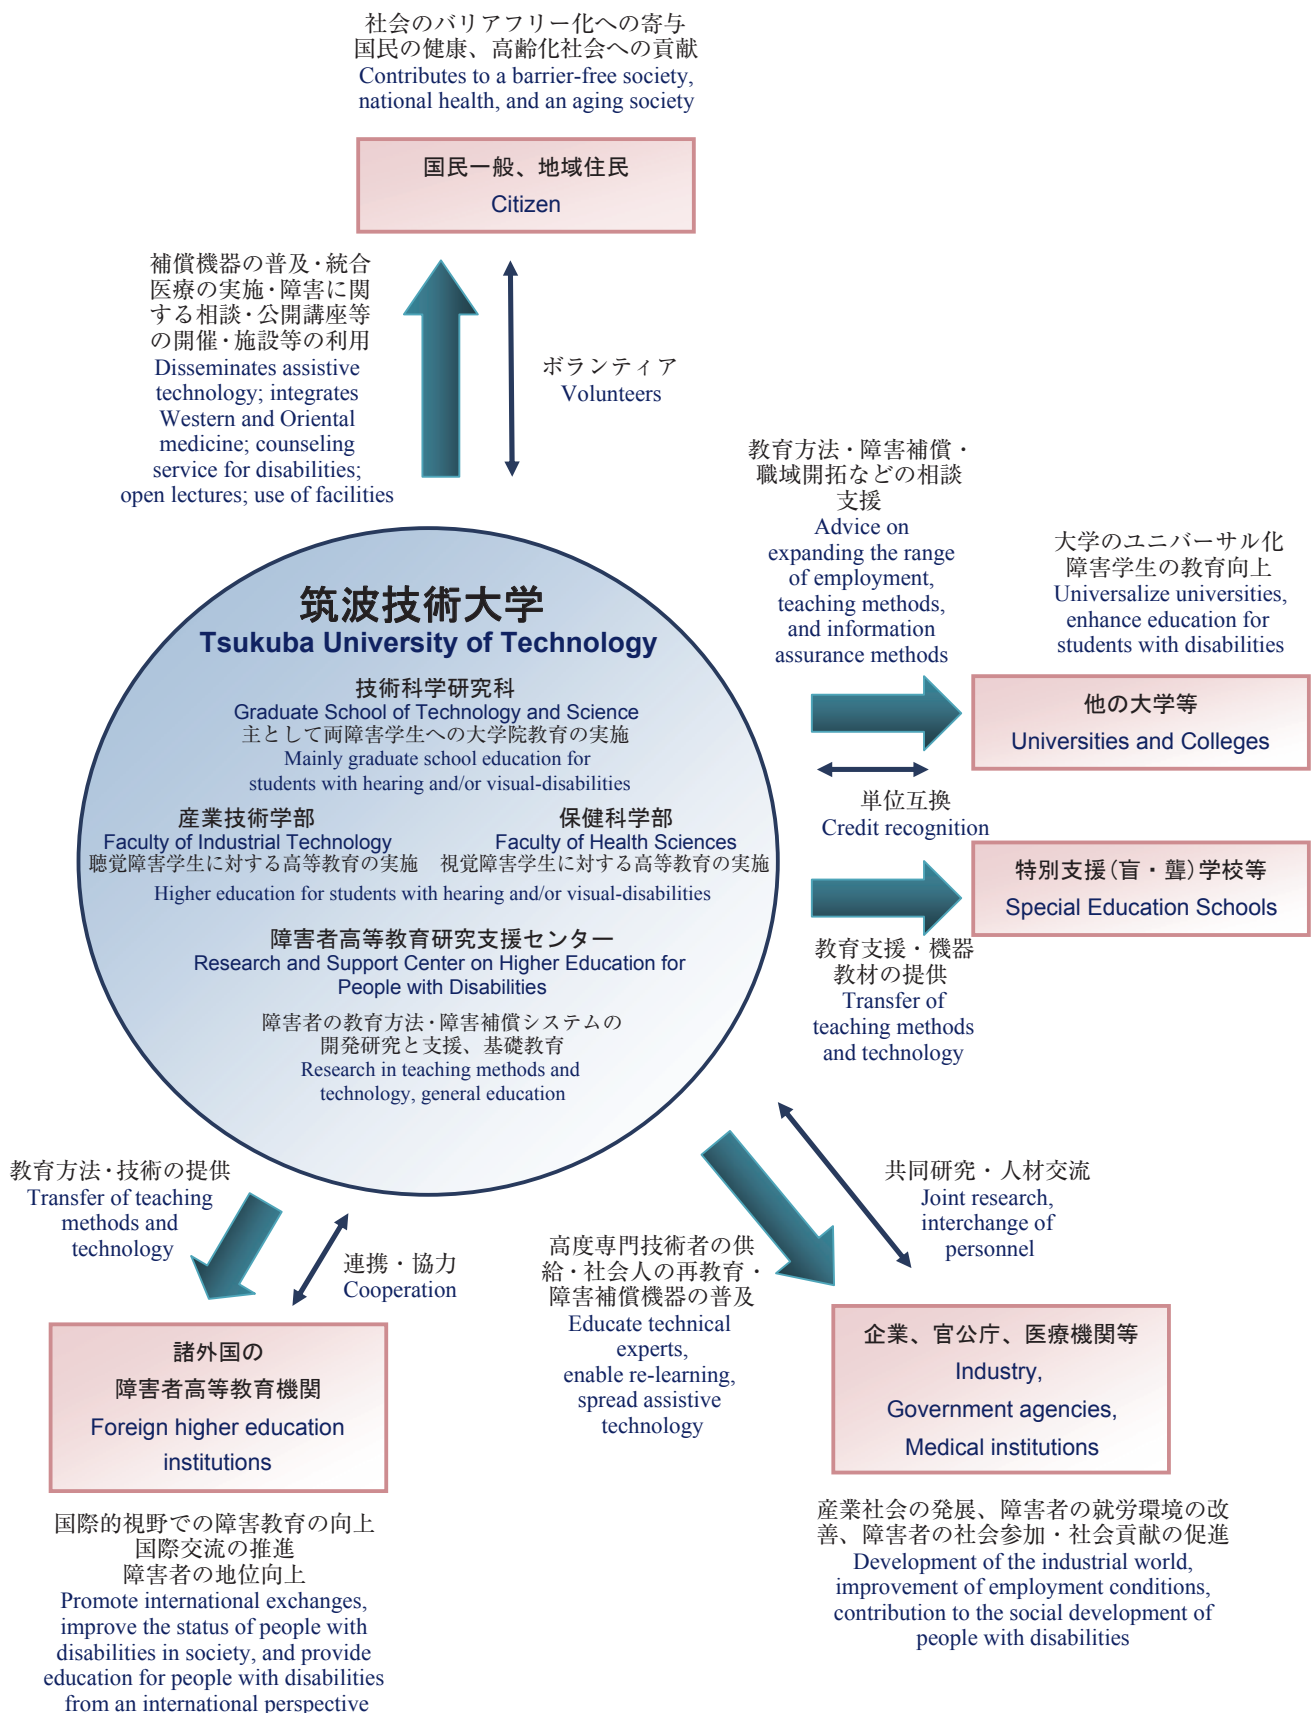 社会のバリアフリー化への寄与
国民の健康、高齢化社会への貢献
Contributes to a barrier-free society,
national health, and an aging society
国民一般、地域住民
Citizen
補償機器の普及・統合
医療の実施・障害に関
する相談・公開講座等
の開催・施設等の利用
Disseminates assistive
technology; integrates
Western and Oriental
medicine; counseling
service for disabilities;
open lectures; use of facilities
ボランティア
Volunteers
教育方法・障害補償・
職域開拓などの相談
支援
Advice on
expanding the range
of employment,
teaching methods,
and information
assurance methods
大学のユニバーサル化
障害学生の教育向上
Universalize universities,
enhance education for
students with disabilities
他の大学等
Universities and Colleges
単位互換
Credit recognition
特別支援(盲・聾)学校等
Special Education Schools
教育支援・機器
教材の提供
Transfer of
teaching methods
and technology
筑波技術大学
Tsukuba University of Technology
技術科学研究科
Graduate School of Technology and Science
主として両障害学生への大学院教育の実施
Mainly graduate school education for
students with hearing and/or visual-disabilities
産業技術学部
Faculty of Industrial Technology
聴覚障害学生に対する高等教育の実施
保健科学部
Faculty of Health Sciences
視覚障害学生に対する高等教育の実施
Higher education for students with hearing and/or visual-disabilities
障害者高等教育研究支援センター
Research and Support Center on Higher Education for
People with Disabilities
障害者の教育方法・障害補償システムの
開発研究と支援、基礎教育
Research in teaching methods and
technology, general education
教育方法・技術の提供
Transfer of teaching
methods and
technology
連携・協力
Cooperation
諸外国の
障害者高等教育機関
Foreign higher education
institutions
国際的視野での障害教育の向上
国際交流の推進
障害者の地位向上
Promote international exchanges,
improve the status of people with
disabilities in society, and provide
education for people with disabilities
from an international perspective
高度専門技術者の供
給・社会人の再教育・
障害補償機器の普及
Educate technical
experts,
enable re-learning,
spread assistive
technology
共同研究・人材交流
Joint research,
interchange of
personnel
企業、官公庁、医療機関等
Industry,
Government agencies,
Medical institutions
産業社会の発展、障害者の就労環境の改
善、障害者の社会参加・社会貢献の促進
Development of the industrial world,
improvement of employment conditions,
contribution to the social development of
people with disabilities